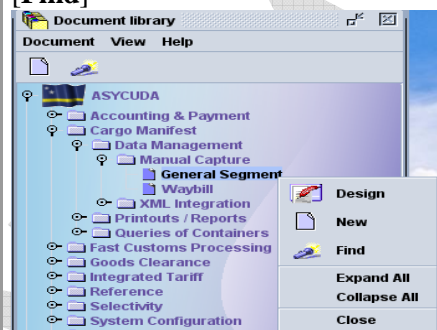 [Find]
Document library
Document View Help
ASYCUDA
Accounting & Payment
Cargo Manifest
Data Management
Manual Capture
General Segment
Waybill
XML Integration
Printouts / Reports
Queries of Containers
Fast Customs Processing
Goods Clearance
Integrated Tariff
Reference
Selectivity
System Configuration
Design
New
Find
Expand All
Collapse All
Close